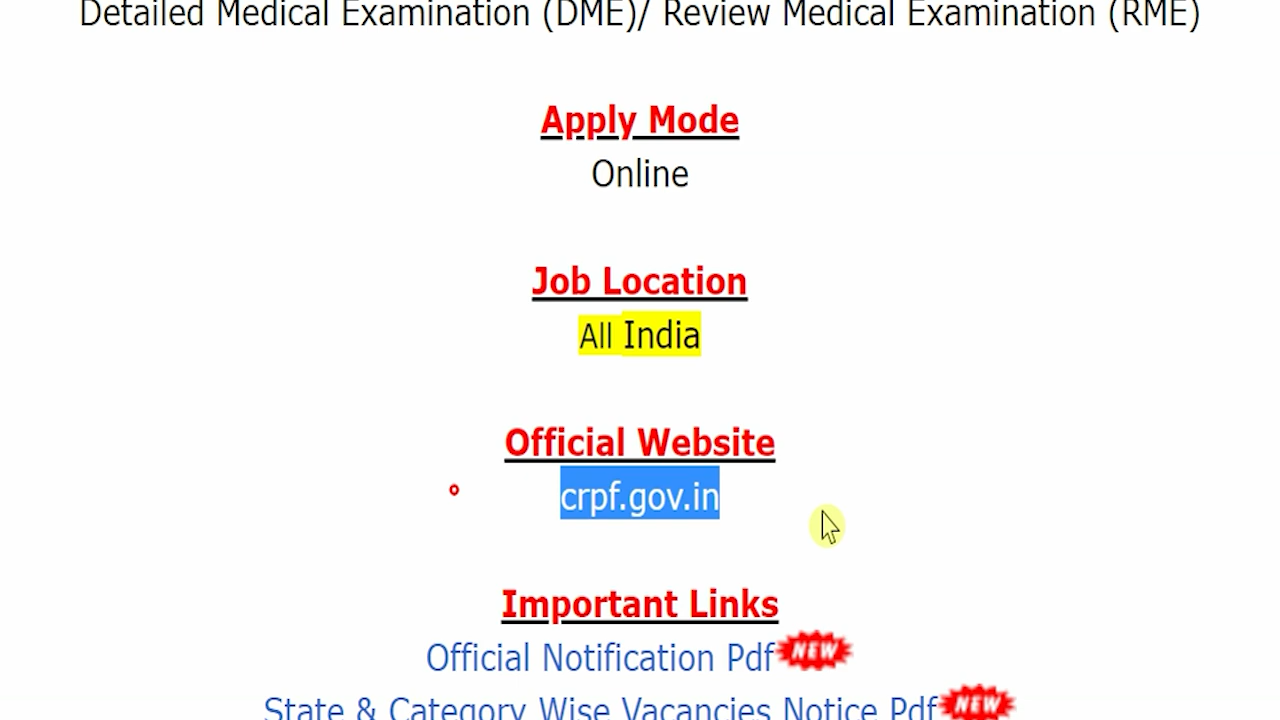 Detailed Medical Examination (DME)/ Review Medical Examination (RME)
Apply Mode
Online
Job Location
All India
Official Website
crpf.gov.in
Important Links
Official Notification Pdf NEW
State & Category Wise Vacancies Notice Pdf NEW